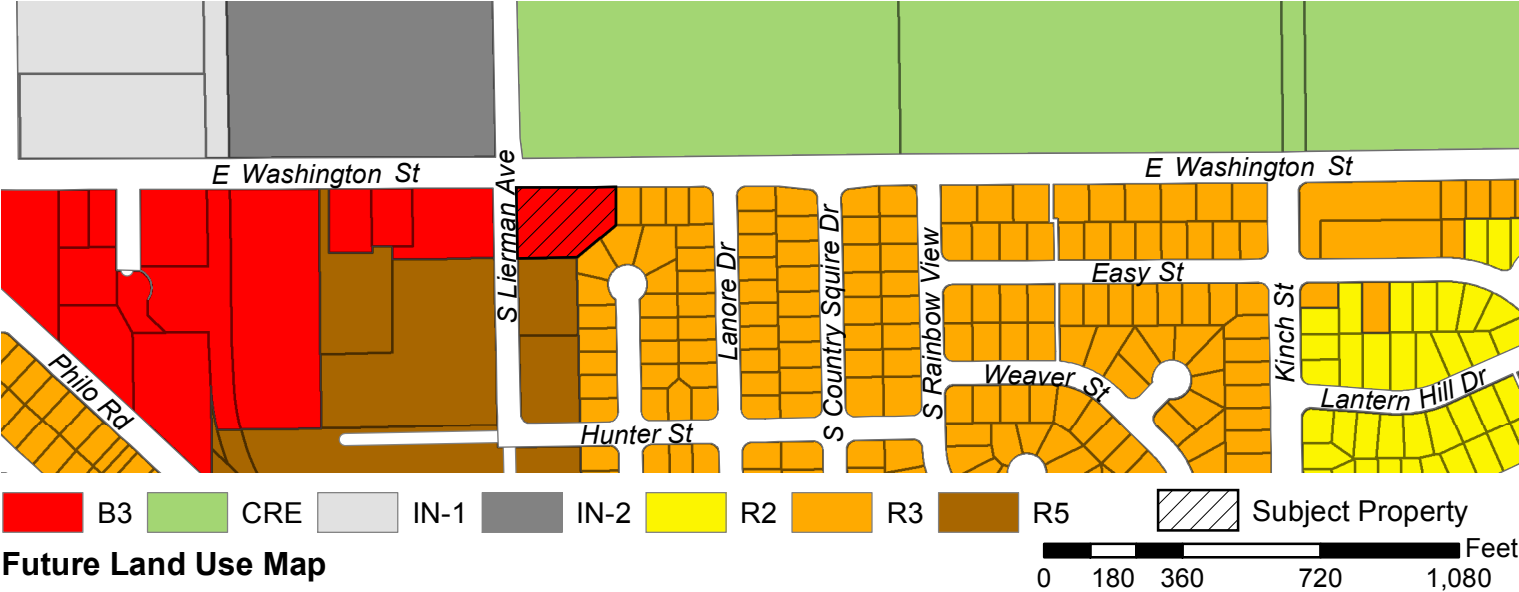 E Washington St
E Washington St
S Lierman Ave
Lanore Dr
S Country Squire Dr
S Rainbow View
Easy St
Kinch St
Philo Rd
Weaver St
Lantern Hill Dr
Hunter St
B3 CRE IN-1 IN-2 R2 R3 R5 Subject Property
Future Land Use Map
Feet
0 180 360 720 1,080